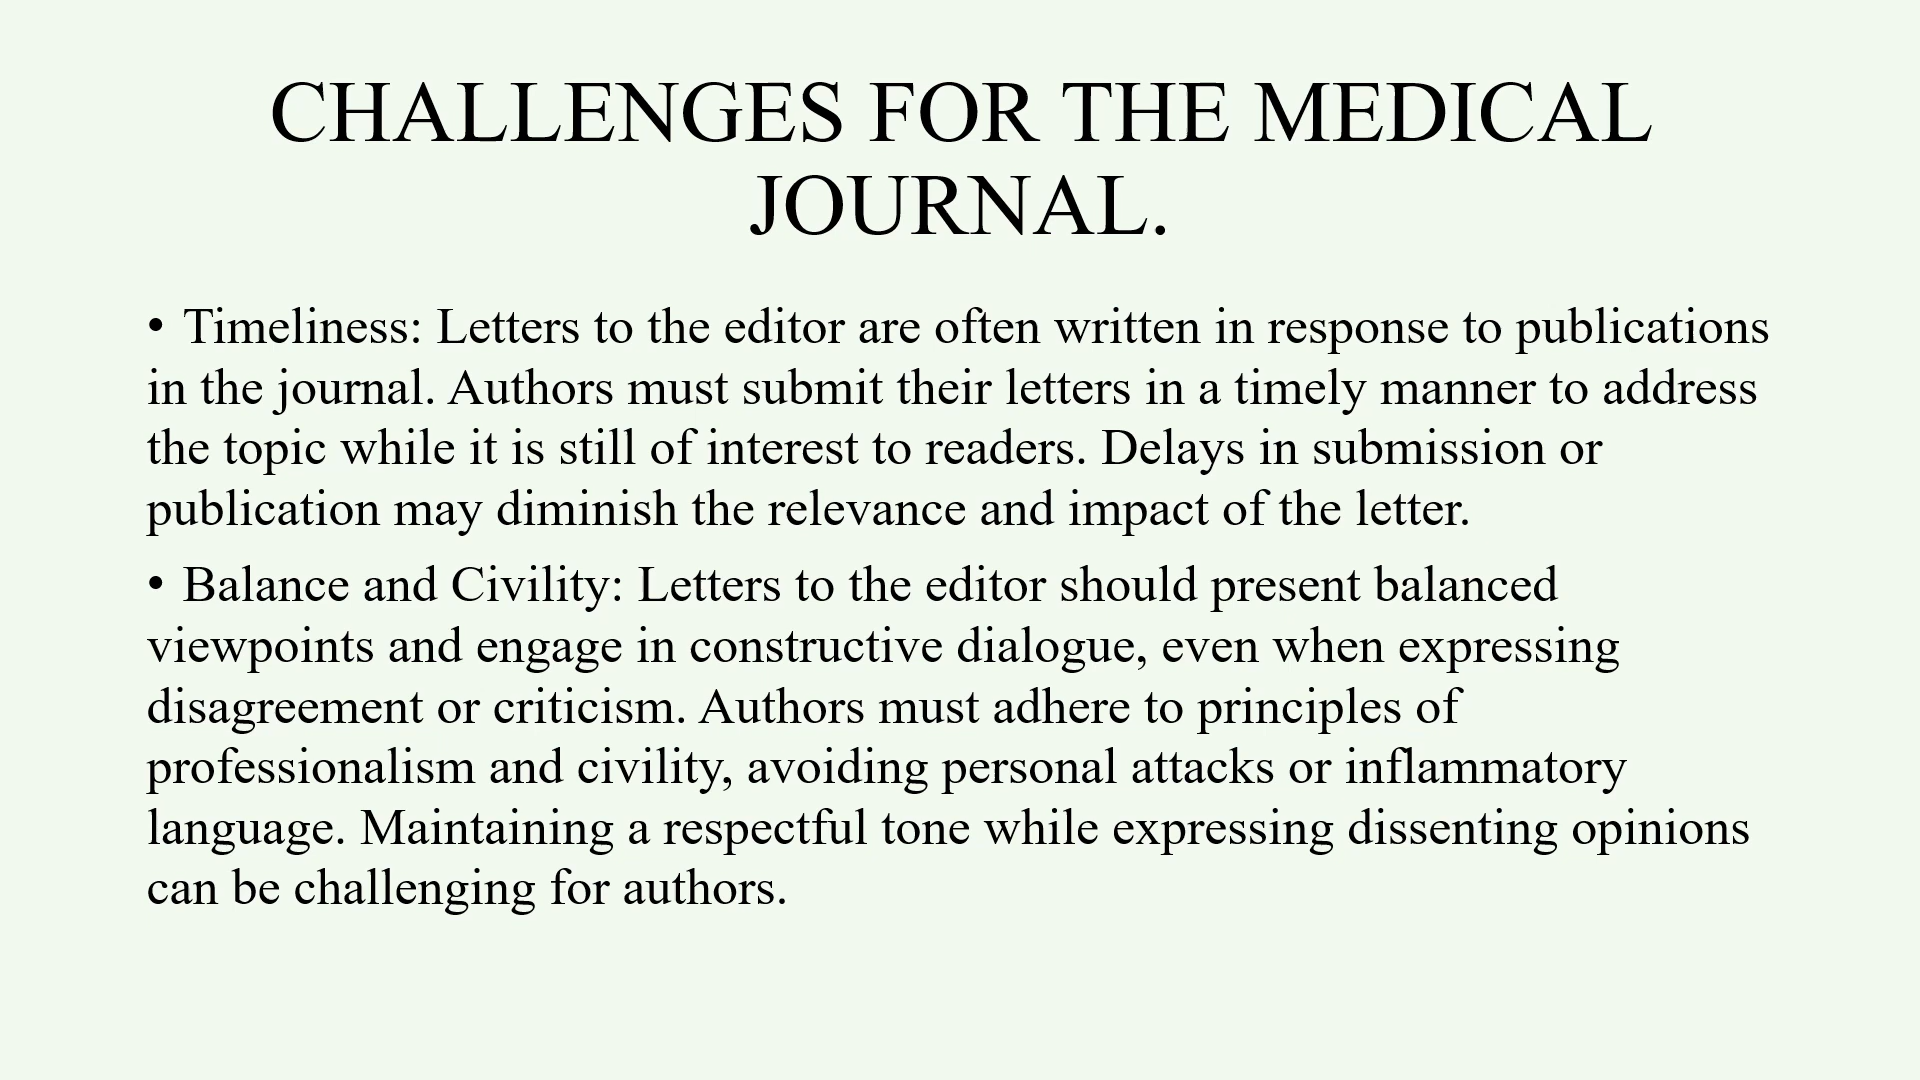 CHALLENGES FOR THE MEDICAL
JOURNAL.
• Timeliness: Letters to the editor are often written in response to publications
in the journal. Authors must submit their letters in a timely manner to address
the topic while it is still of interest to readers. Delays in submission or
publication may diminish the relevance and impact of the letter.
• Balance and Civility: Letters to the editor should present balanced
viewpoints and engage in constructive dialogue, even when expressing
disagreement or criticism. Authors must adhere to principles of
professionalism and civility, avoiding personal attacks or inflammatory
language. Maintaining a respectful tone while expressing dissenting opinions
can be challenging for authors.